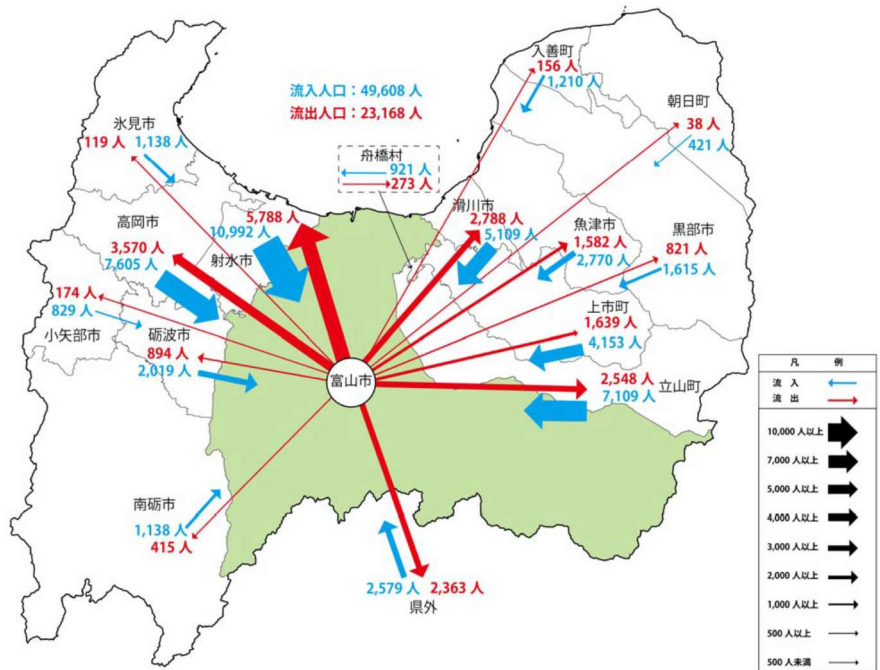 流入人口：49,608 人
流出人口：23,168 人
入善町
156 人
1,210 人
朝日町
38 人
421 人
氷見市
119 人 1,138 人
舟橋村
921 人
273 人
滑川市
2,788 人
5,109 人
魚津市
1,582 人
2,770 人
黒部市
821 人
1,615 人
高岡市
3,570 人
7,605 人
5,788 人
10,992 人
射水市
174 人
829 人
小矢部市
砺波市
894 人
2,019 人
上市町
1,639 人
4,153 人
富山市
2,548 人
7,109 人
立山町
南砺市
1,138 人
415 人
2,579 人 2,363 人
県外
凡 例
流 入
流 出
10,000 人以上
7,000 人以上
5,000 人以上
4,000 人以上
3,000 人以上
2,000 人以上
1,000 人以上
500 人以上
500 人未満